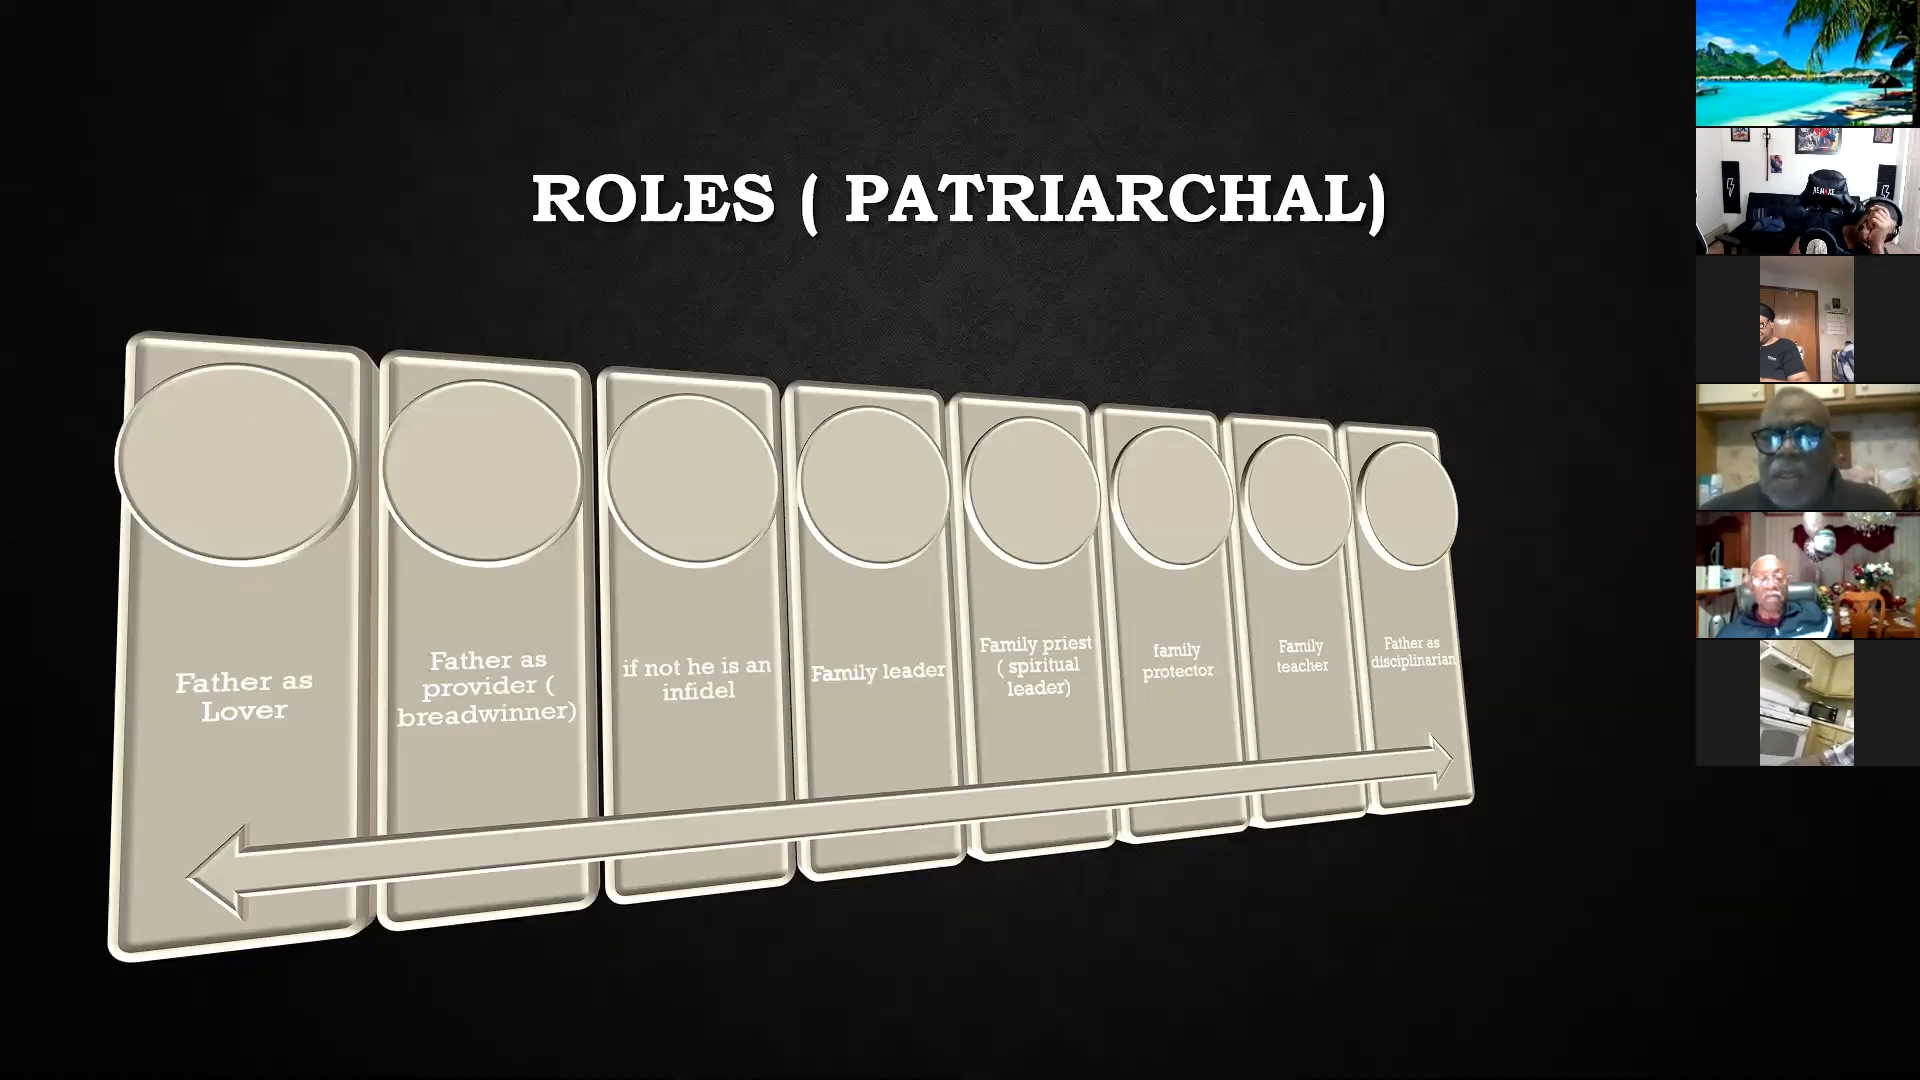 ROLES ( PATRIARCHAL)
Father as
Lover
Father as
provider (
breadwinner)
if not he is an
infidel
Family leader
Family priest
( spiritual
leader)
family
protector
Family
teacher
Father as
disciplinarian